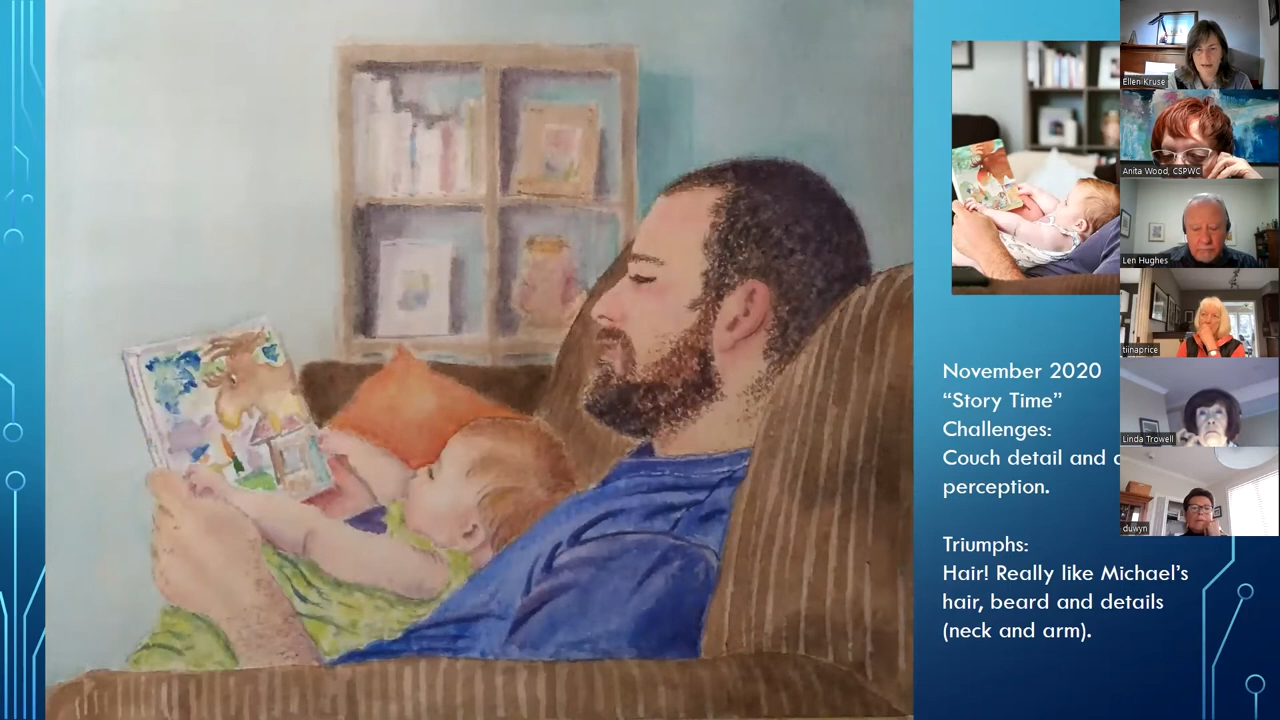 November 2020
“Story Time”
Challenges:
Couch detail and
perception.
Triumphs:
Hair! Really like Michael’s
hair, beard and details
(neck and arm).
Ellen Kruse
Anita Wood, CSPWC
Len Hughes
tiinaprice
Linda Trowell
duwyn